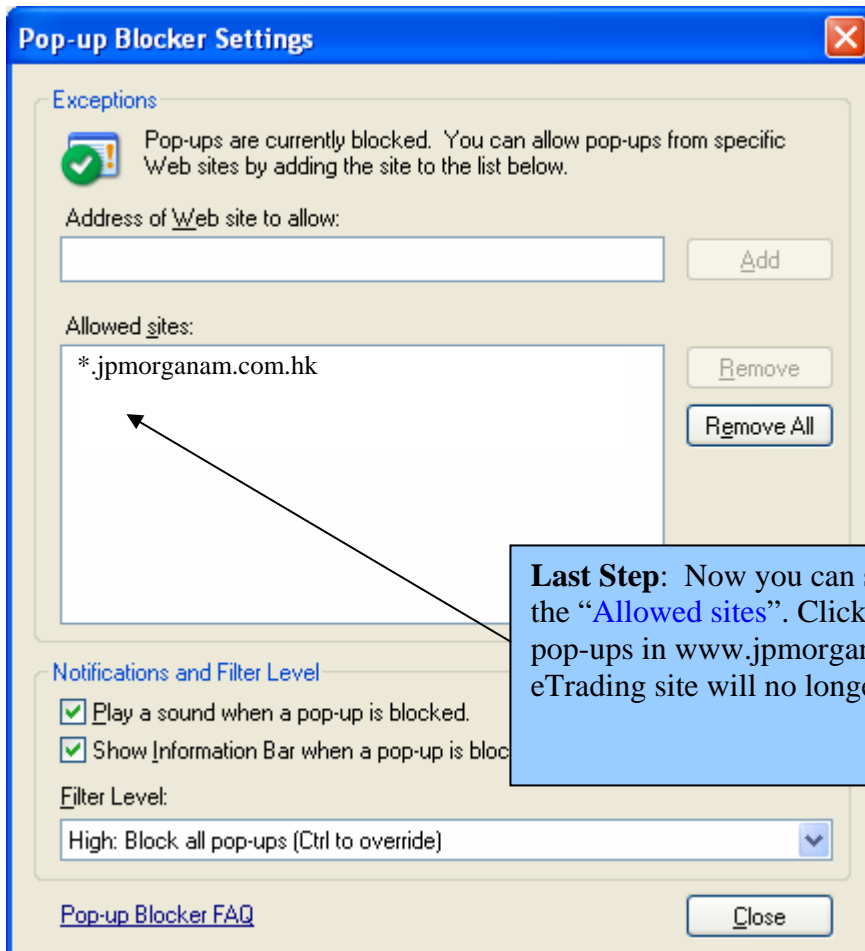 Pop-up Blocker Settings
Exceptions
Pop-ups are currently blocked. You can allow pop-ups from specific
Web sites by adding the site to the list below.
Address of Web site to allow:
Add
Allowed sites:
*.jpmorganam.com.hk
Remove
Remove All
Last Step: Now you can
the “Allowed sites”. Click
pop-ups in
eTrading site will no
Notifications and Filter Level
Play a sound when a pop-up is blocked.
Show Information Bar when a pop-up is
Filter Level:
High: Block all pop-ups (Ctrl to override)
Pop-up Blocker FAQ
Close